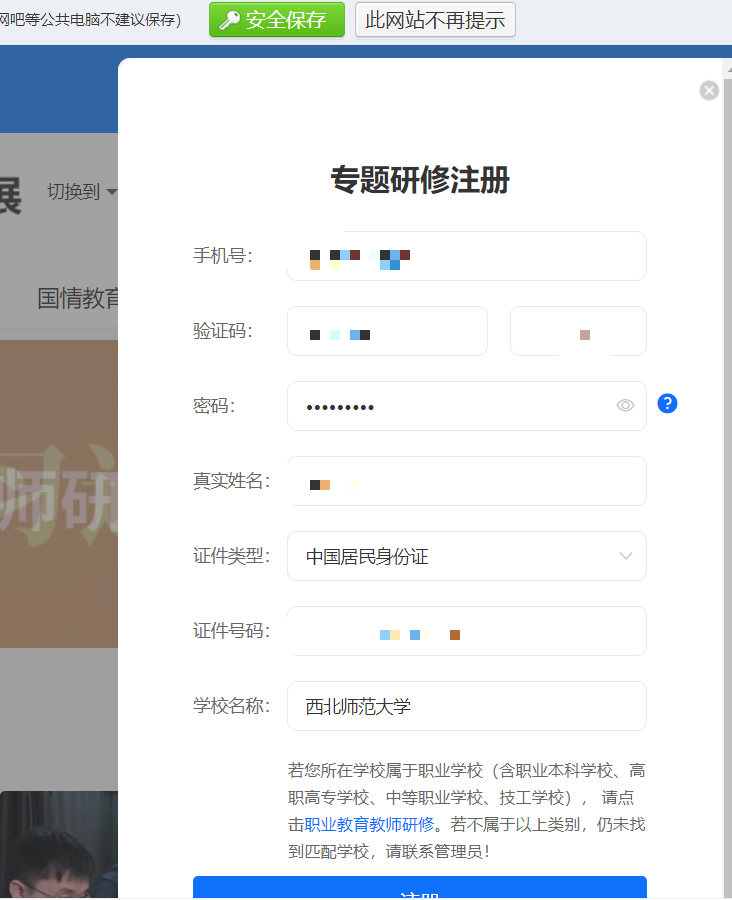 网吧等公共电脑不建议保存）
安全保存
此网站不再提示
展
切换到
国情教育
师研
专题研修注册
手机号：
验证码：
密码：
•••••••••
?
真实姓名：
证件类型：
中国居民身份证
证件号码：
学校名称：
西北师范大学
若您所在学校属于职业学校（含职业本科学校、高
职高专学校、中等职业学校、技工学校）， 请点
击职业教育教师研修。若不属于以上类别，仍未找
到匹配学校，请联系管理员！
注册